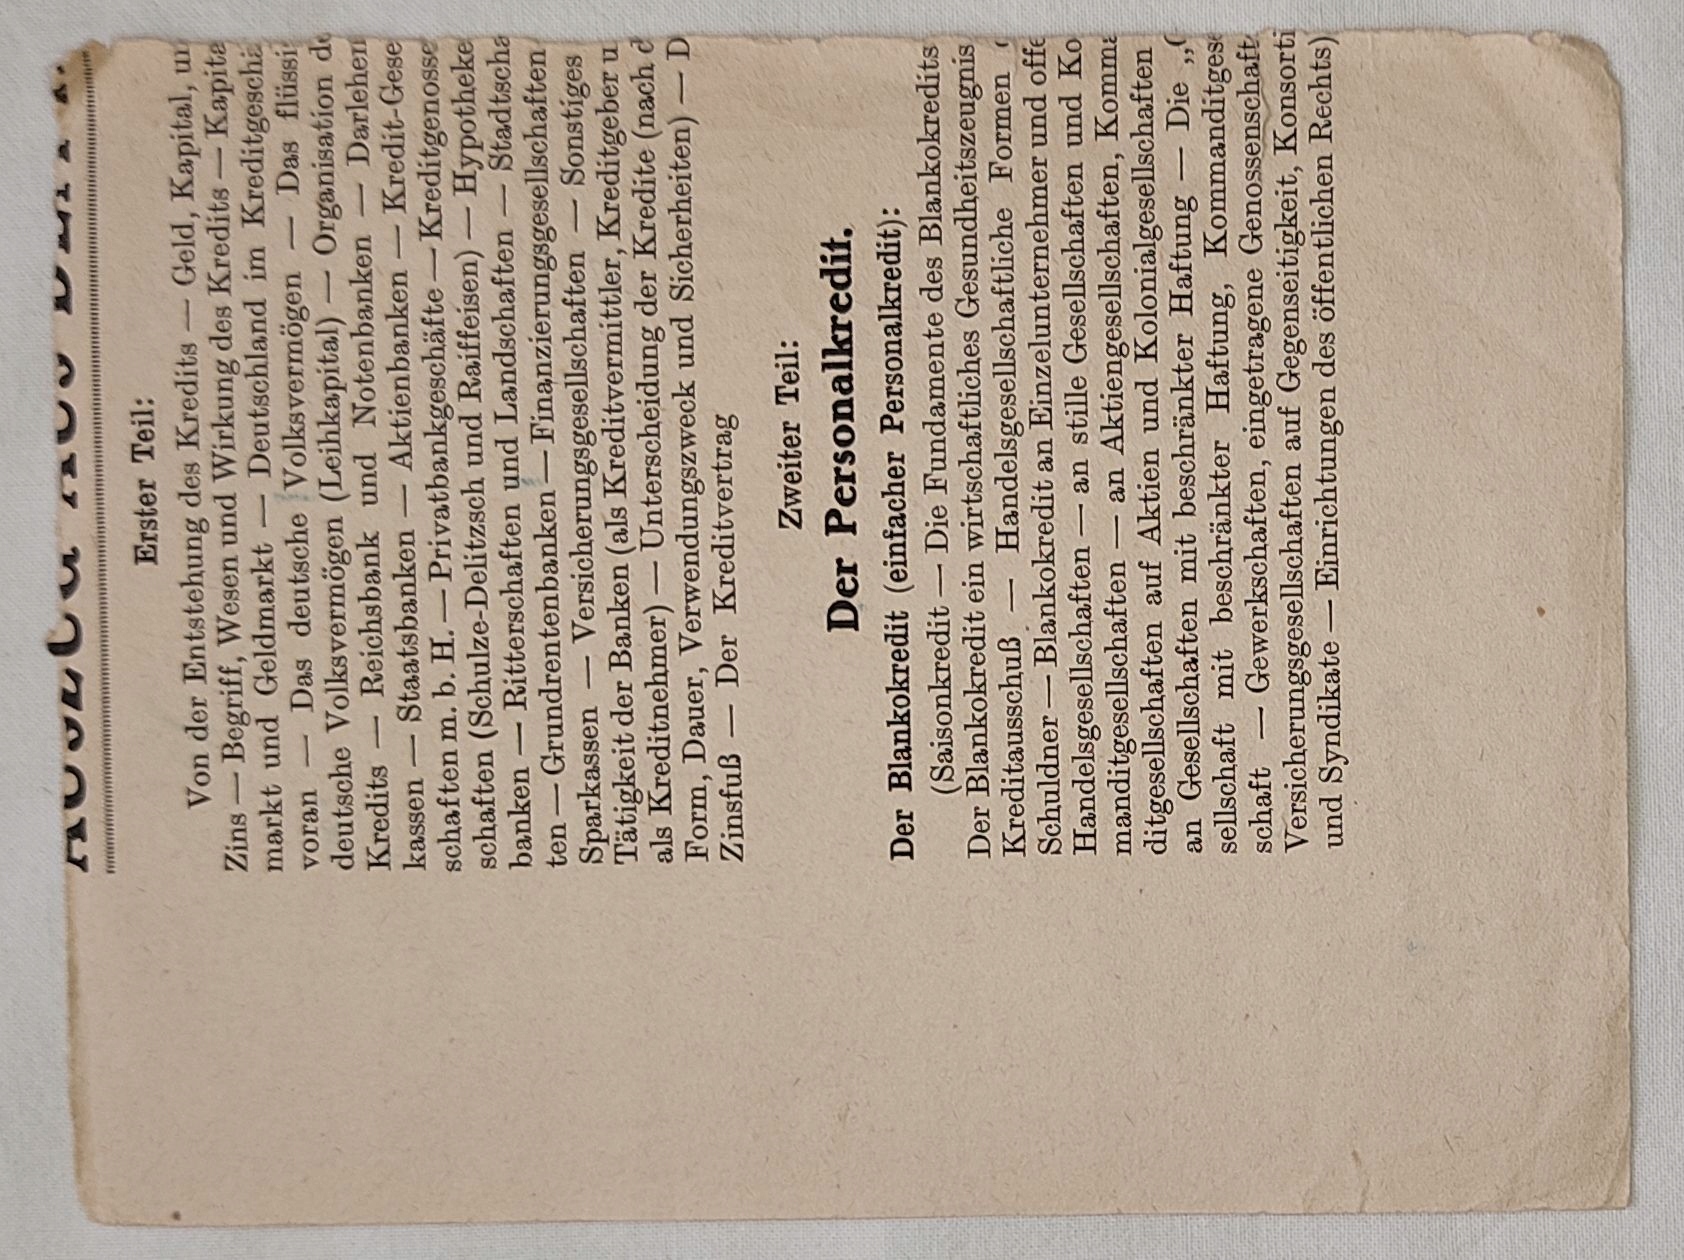 Erster Teil:
Von der Entstehung des Kredits — Geld, Kapital,
Zins — Begriff, Wesen und Wirkung des Kredits —
markt und Geldmarkt — Deutschland im
voran — Das deutsche Volksvermögen — Das
deutsche Volksvermögen (Leihkapital) — Organisation
Kredits — Reichsbank und Notenbanken —
kassen — Staatsbanken — Aktienbanken — Kredit-Gese
schaften m. b. H. — Privatbankgeschäfte — Kreditgenosse
schaften (Schulze-Delitzsch und Raiffeisen) — Hypotheke
banken — Ritterschaften und Landschaften — Stadtscha
ten — Grundrentenbanken — Finanzierungsgesellschaften
Sparkassen — Versicherungsgesellschaften — Sonstiges
Tätigkeit der Banken (als Kreditvermittler, Kreditgeber u
als Kreditnehmer) — Unterscheidung der Kredite (nach
Form, Dauer, Verwendungszweck und Sicherheiten) — D
Zinsfuß — Der Kreditvertrag
Zweiter Teil:
Der Personalkredit.
Der Blankokredit (einfacher Personalkredit):
(Saisonkredit — Die Fundamente des Blankokredits
Der Blankokredit ein wirtschaftliches Gesundheitszeugnis
Kreditausschuß — Handelsgesellschaftliche Formen
Schuldner — Blankokredit an Einzelunternehmer und offe
Handelsgesellschaften — an stille Gesellschaften und Ko
manditgesellschaften — an Aktiengesellschaften, Komma
ditgesellschaften auf Aktien und Kolonialgesellschaften
an Gesellschaften mit beschränkter Haftung — Die
sellschaft mit beschränkter Haftung, Kommanditgese
schaft — Gewerkschaften, eingetragene Genossenschaft
Versicherungsgesellschaften auf Gegenseitigkeit, Konsorti
und Syndikate — Einrichtungen des öffentlichen Rechts)